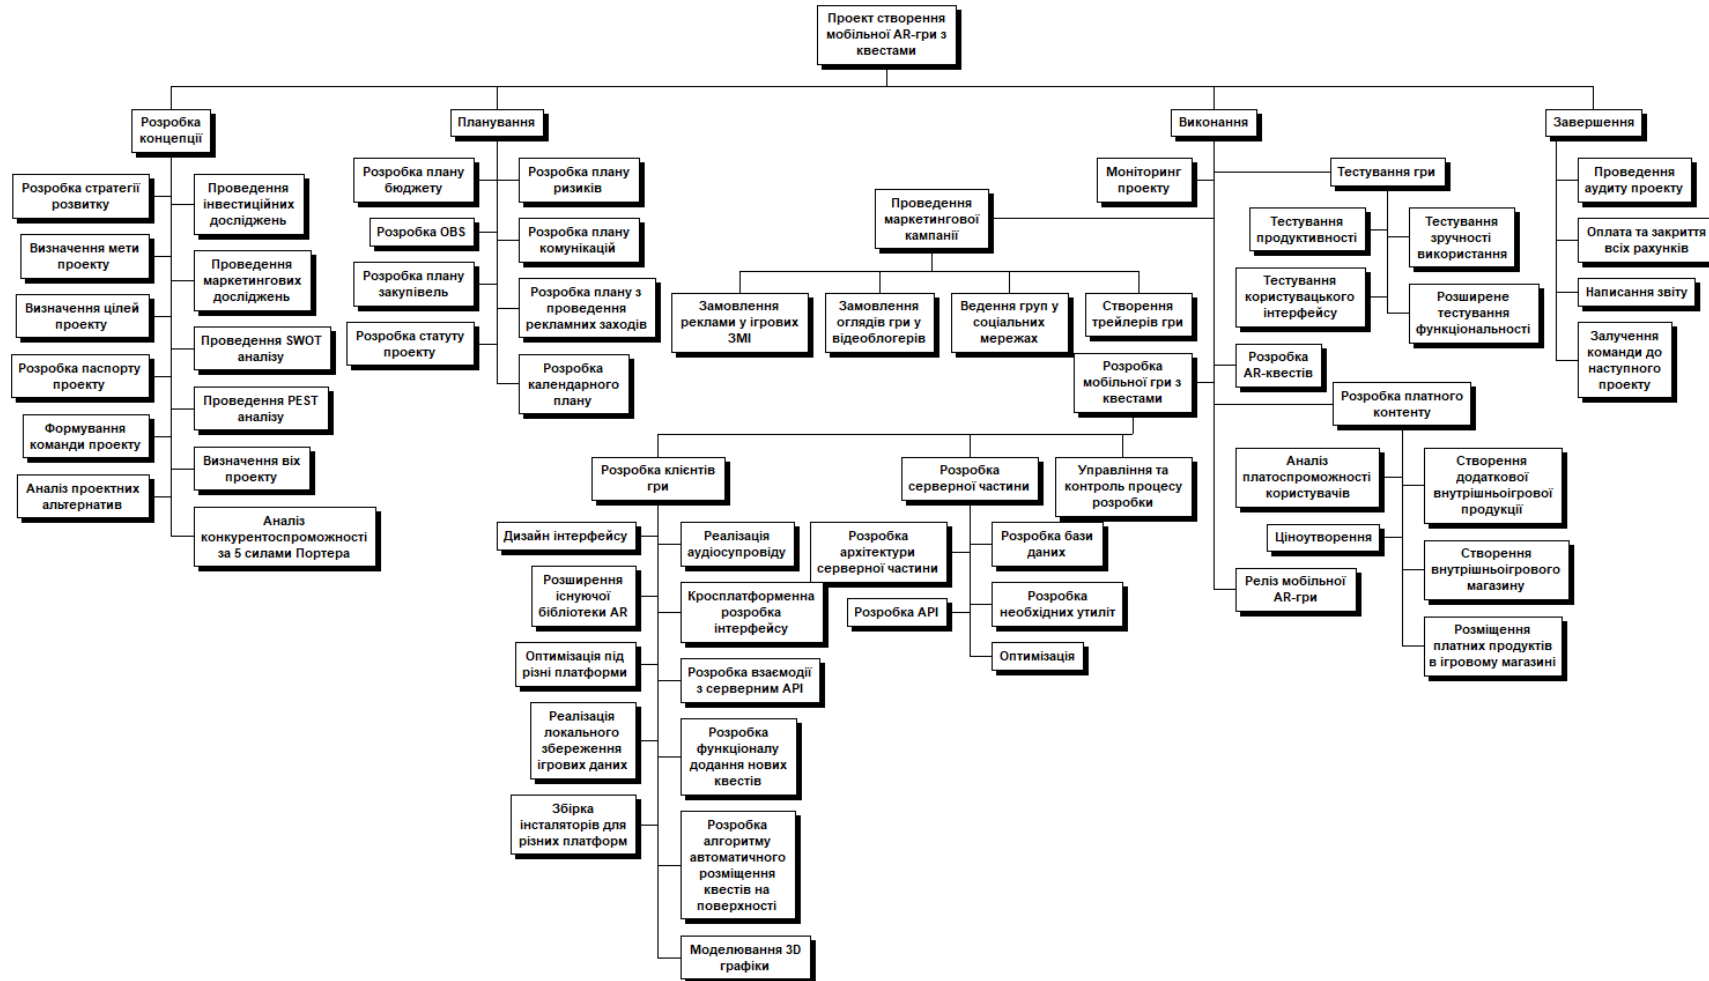 Проект створення
мобільної AR-гри з
квестами
Розробка
концепції
Планування
Виконання
Завершення
Розробка стратегії
розвитку
Проведення
інвестиційних
досліджень
Визначення мети
проекту
Проведення
маркетингових
досліджень
Визначення цілей
проекту
Проведення SWOT
аналізу
Розробка паспорту
проекту
Проведення PEST
аналізу
Формування
команди проекту
Визначення віх
проекту
Аналіз проектних
альтернатив
Аналіз
конкурентоспроможності
за 5 силами Портера
Розробка плану
бюджету
Розробка плану
ризиків
Розробка OBS
Розробка плану
комунікацій
Розробка плану
закупівель
Розробка плану з
проведення
рекламних заходів
Розробка статуту
проекту
Розробка
календарного
плану
Моніторинг
проекту
Тестування гри
Проведення
маркетингової
кампанії
Тестування
продуктивності
Тестування
зручності
використання
Тестування
користувацького
інтерфейсу
Розширене
тестування
функціональності
Замовлення
реклами у ігрових
ЗМІ
Замовлення
оглядів гри у
відеоблогерів
Ведення груп у
соціальних
мережах
Створення
трейлерів гри
Розробка
мобільної гри з
квестами
Розробка
AR-квестів
Розробка платного
контенту
Розробка клієнтів
гри
Розробка
серверної частини
Управління та
контроль процесу
розробки
Аналіз
платоспроможності
користувачів
Створення
додаткової
внутрішньоігрової
продукції
Ціноутворення
Створення
внутрішньоігрового
магазину
Реліз мобільної
AR-гри
Розміщення
платних продуктів
в ігровому магазині
Дизайн інтерфейсу
Реалізація
аудіосупровіду
Розширення
існуючої
бібліотеки AR
Кросплатформенна
розробка
інтерфейсу
Оптимізація під
різні платформи
Розробка взаємодії
з серверним API
Реалізація
локального
збереження
ігрових даних
Розробка
функціоналу
додання нових
квестів
Збірка
інсталяторів для
різних платформ
Розробка
алгоритму
автоматичного
розміщення
квестів на
поверхності
Моделювання 3D
графіки
Розробка
архітектури
серверної частини
Розробка бази
даних
Розробка API
Розробка
необхідних утиліт
Оптимізація
Проведення
аудиту проекту
Оплата та закриття
всіх рахунків
Написання звіту
Залучення
команди до
наступного
проекту